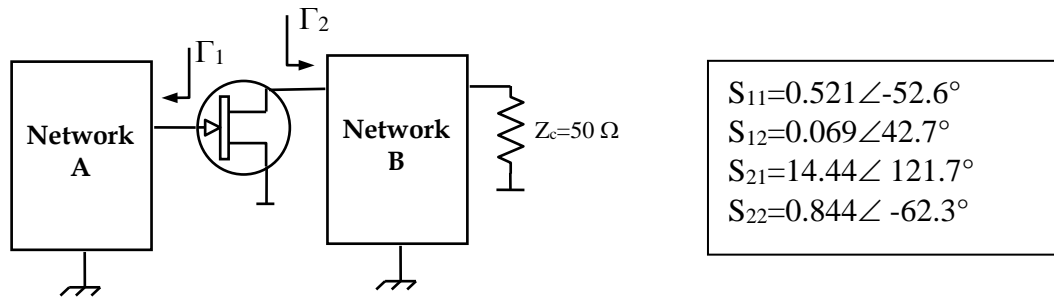 Γ₁
Γ₂
Network
A
Network
B
Z꜀=50 Ω
S₁₁=0.521∠-52.6°
S₁₂=0.069∠42.7°
S₂₁=14.44∠ 121.7°
S₂₂=0.844∠ -62.3°